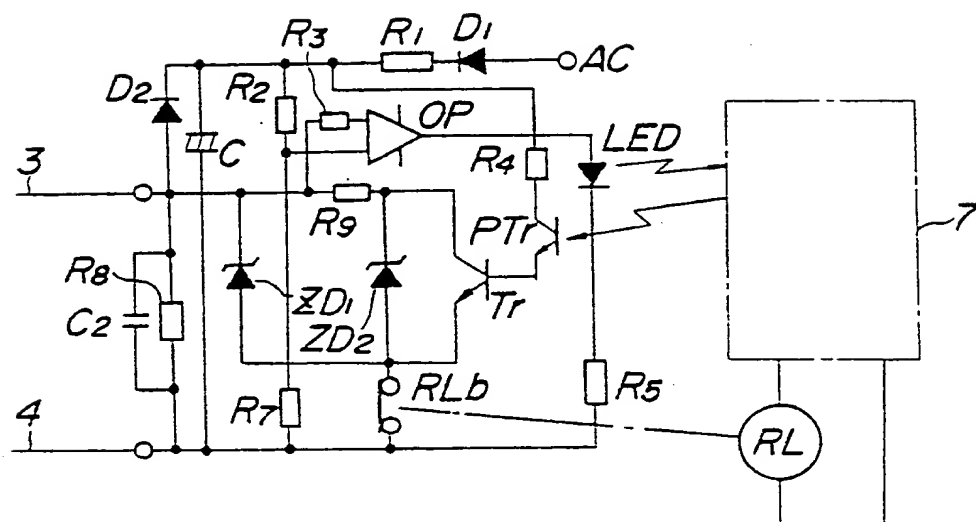 D1
R1
R3
AC
D2
R2
OP
C
LED
R4
3
R9
PTr
7
R8
ZD1
C2
ZD2
Tr
RLb
R5
R7
4
RL